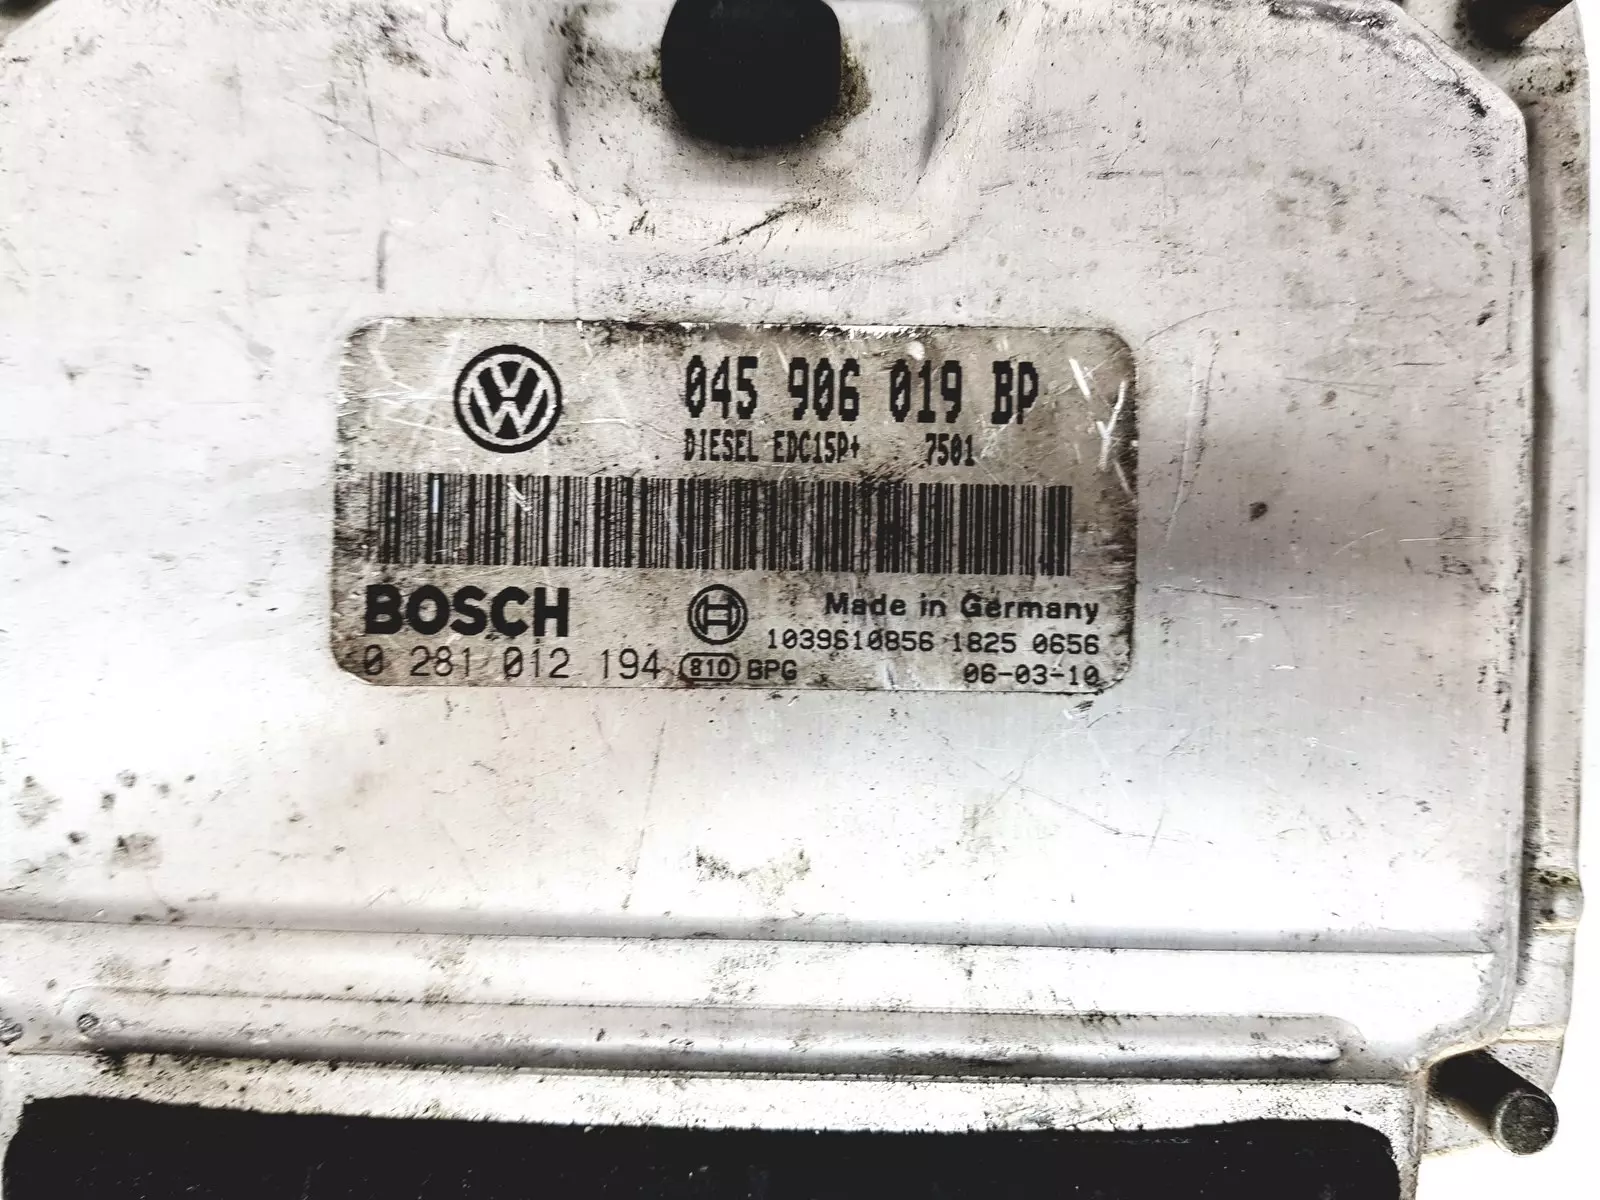 045 906 019 BP
DIESEL EDC15P+ 7501
BOSCH
Made in Germany
1039610856 1825 0656
0 281 012 194 810 BPG 06-03-10